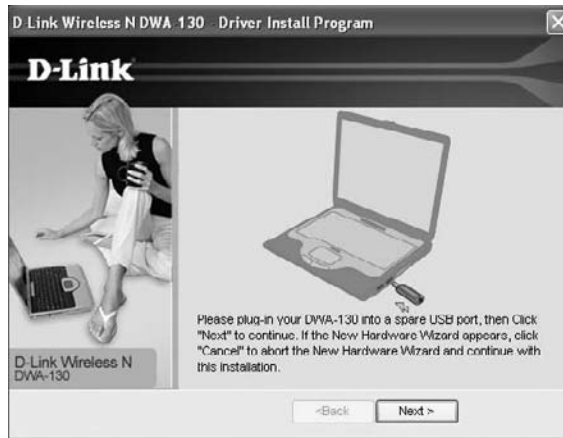 D-Link Wireless N DWA-130 - Driver Install Program
D-Link
Please plug-in your DWA-130 into a spare USB port, then Click
"Next" to continue. If the New Hardware Wizard appears, click
"Cancel" to abort the New Hardware Wizard and continue with
this installation.
D-Link Wireless N
DWA-130
<Back
Next >